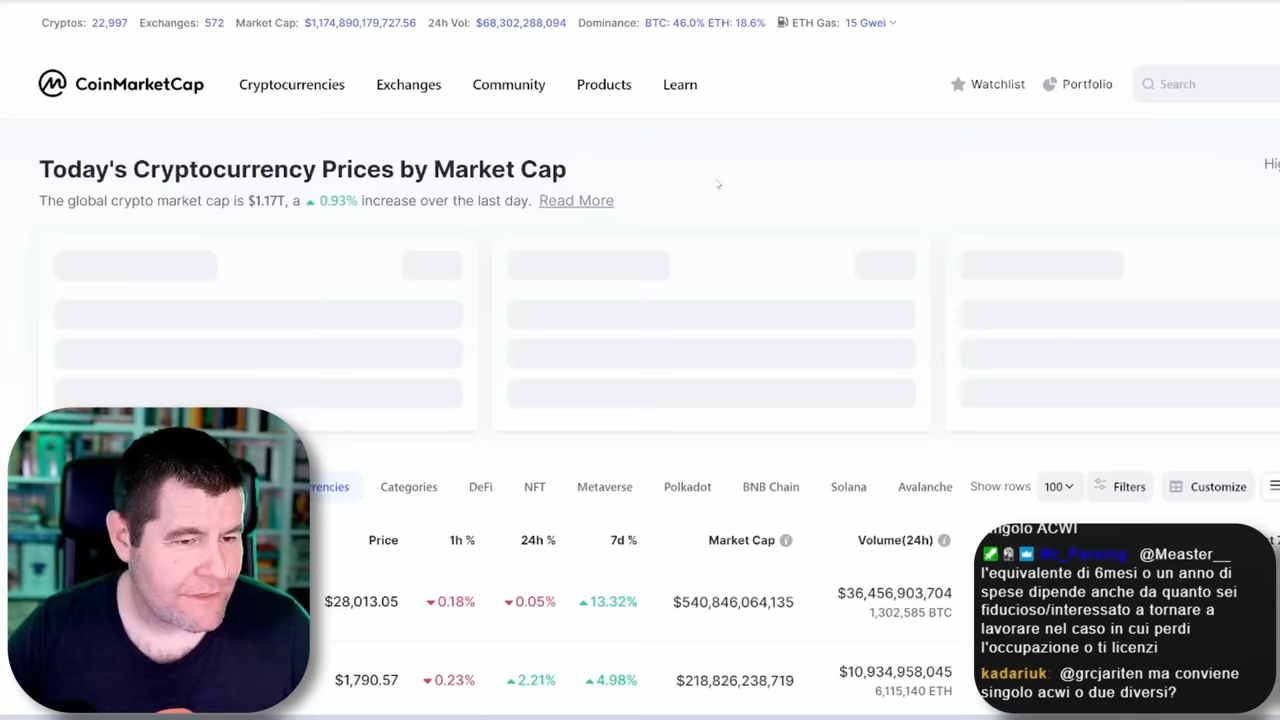 Cryptos: 22,997 Exchanges: 572 Market Cap: $1,174,890,179,727.56 24h Vol: $68,302,288,094 Dominance: BTC: 46.0% ETH: 18.6% ETH Gas: 15 Gwei
CoinMarketCap Cryptocurrencies Exchanges Community Products Learn Watchlist Portfolio Search
Today's Cryptocurrency Prices by Market Cap
The global crypto market cap is $1.17T, a 0.93% increase over the last day. Read More
Categories DeFi NFT Metaverse Polkadot BNB Chain Solana Avalanche Show rows 100 Filters Customize
Price 1h % 24h % 7d % Market Cap Volume(24h)
$28,013.05 0.18% 0.05% 13.32% $540,846,064,135 $36,456,903,704
1,302,585 BTC
$1,790.57 0.23% 2.21% 4.98% $218,826,238,719 $10,934,958,045
6,115,140 ETH
ACWI
@Measter__
l'equivalente di 6mesi o un anno di
spese dipende anche da quanto sei
fiducioso/interessato a tornare a
lavorare nel caso in cui perdi
l'occupazione o ti licenzi
kadariuk: @grcjariten ma conviene
singolo acwi o due diversi?